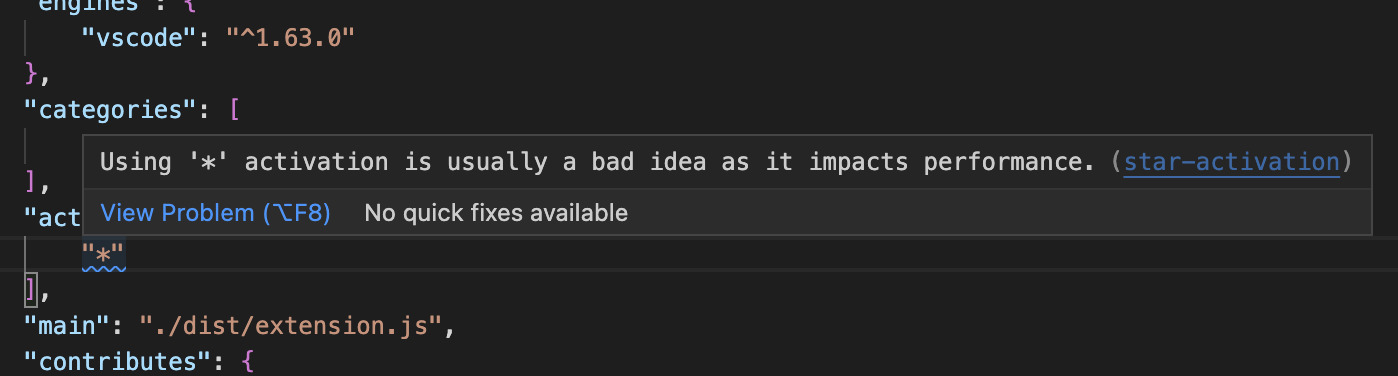 "engines": {
"vscode": "^1.63.0"
},
"categories": [
Using '*' activation is usually a bad idea as it impacts performance. (star-activation)
],
View Problem (⌥F8) No quick fixes available
"act
"*"
],
"main": "./dist/extension.js",
"contributes": {